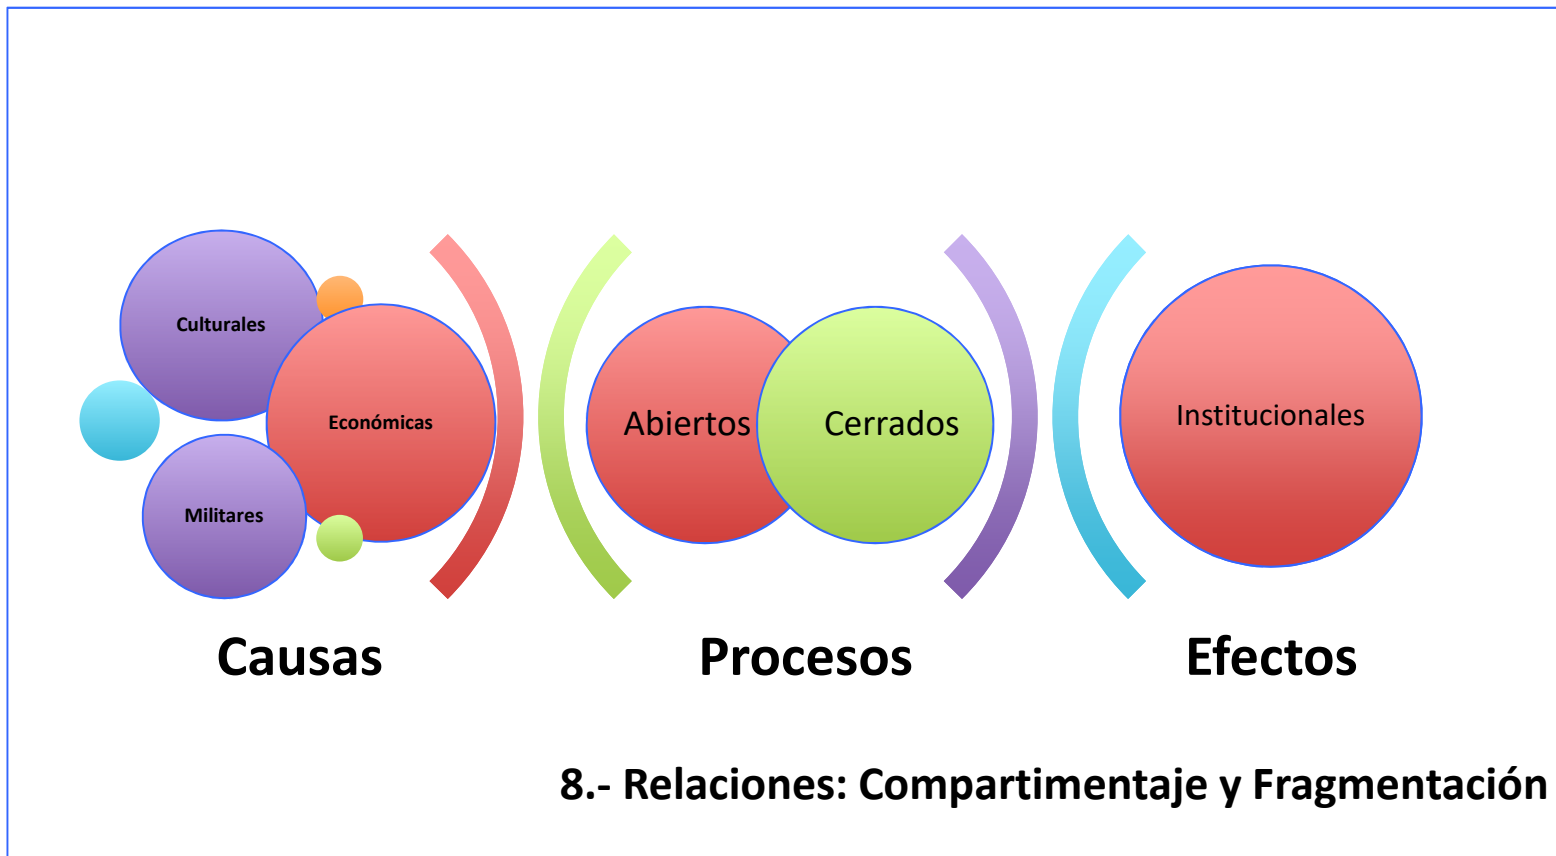 Culturales
Económicas
Militares
Abiertos
Cerrados
Institucionales
Causas
Procesos
Efectos
8.- Relaciones: Compartimentaje y Fragmentación